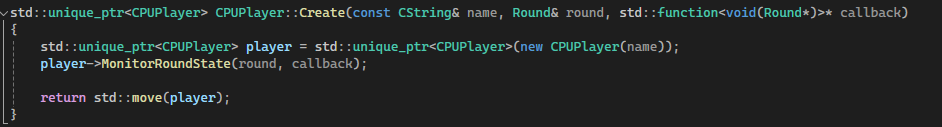 std::unique_ptr<CPUPlayer> CPUPlayer::Create(const CString& name, Round& round, std::function<void(Round*)>* callback)
{
std::unique_ptr<CPUPlayer> player = std::unique_ptr<CPUPlayer>(new CPUPlayer(name));
player->MonitorRoundState(round, callback);
return std::move(player);
}